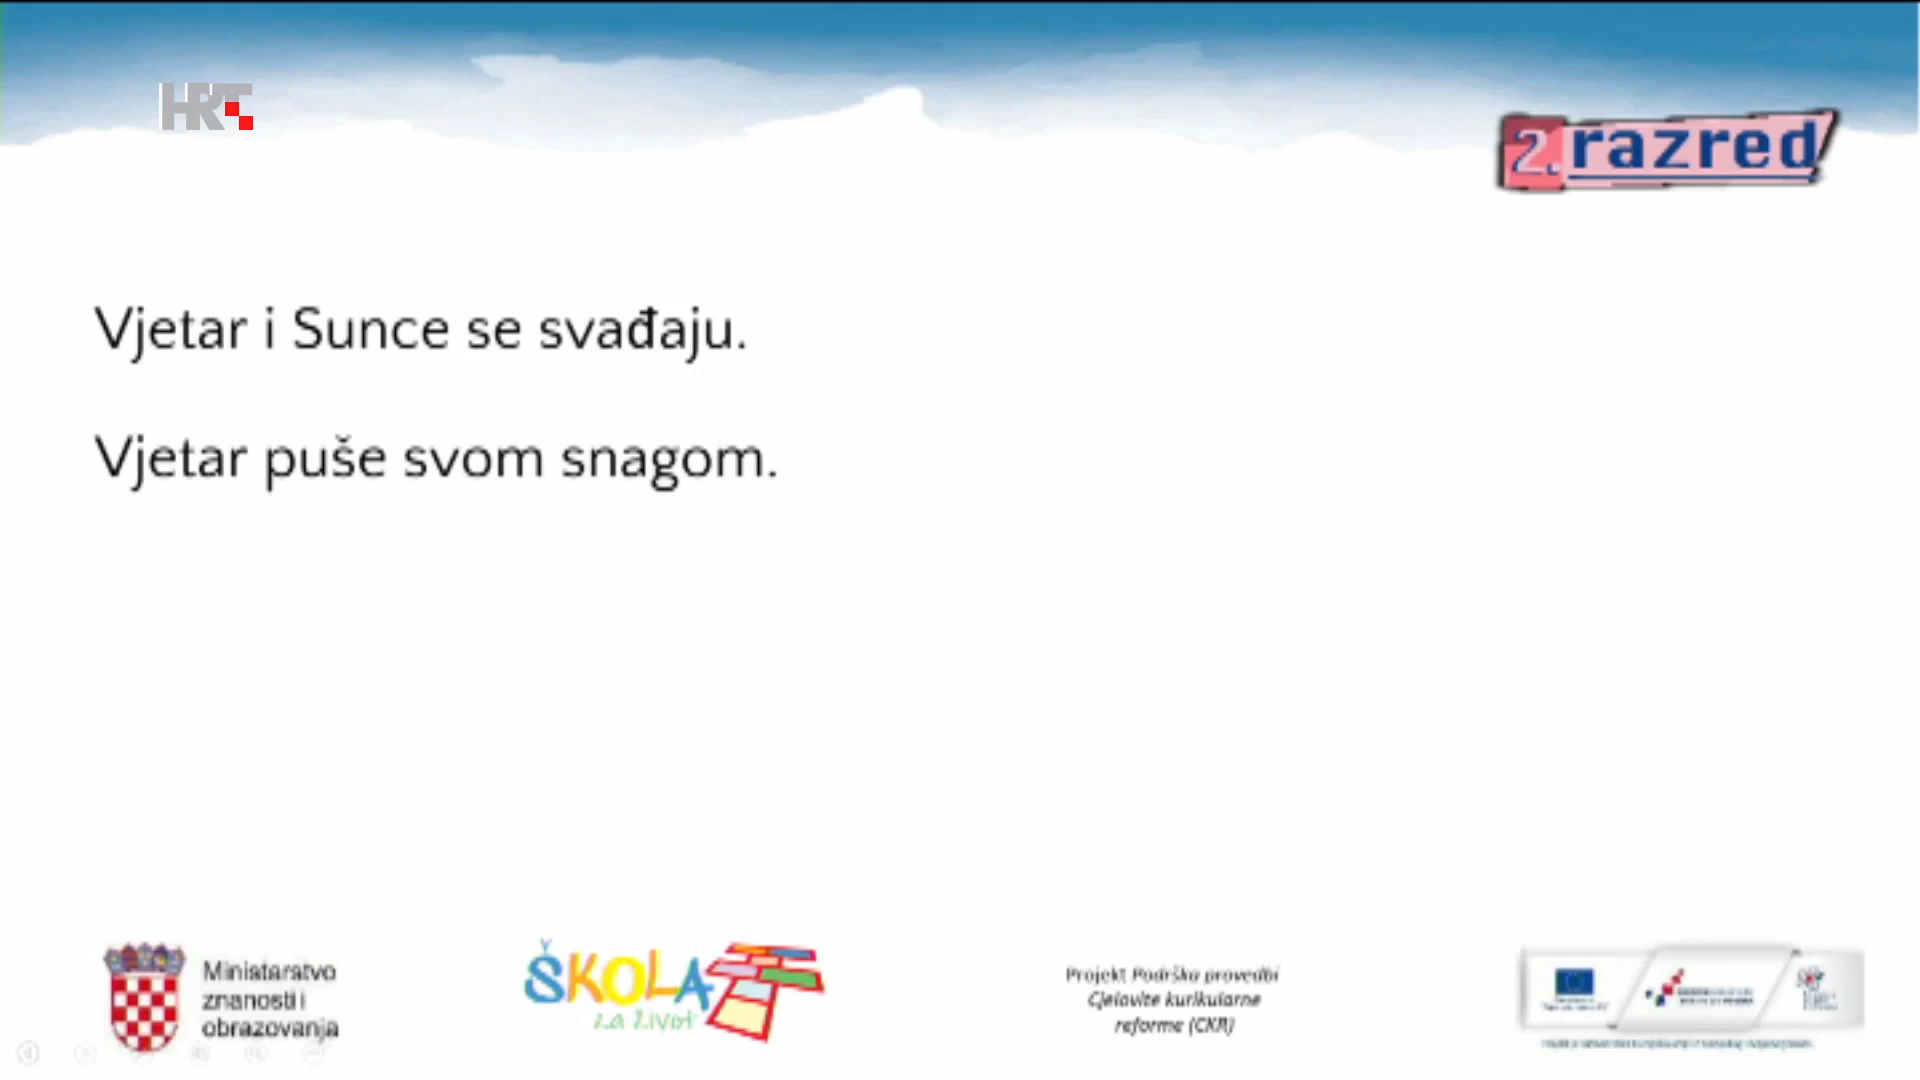 HRT
2. razred
Vjetar i Sunce se svađaju.
Vjetar puše svom snagom.
Ministarstvo
znanosti i
obrazovanja
ŠKOLA
za život
Projekt Podrška provedbi
Cjelovite kurikularne
reforme (CKR)